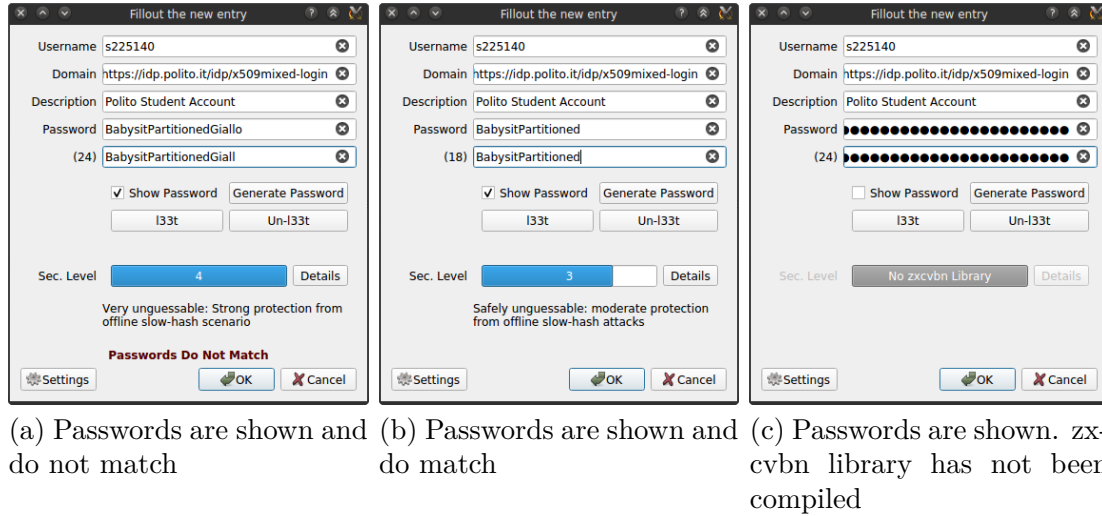 Fillout the new entry
Username s225140
Domain https://idp.polito.it/idp/x509mixed-login
Description Polito Student Account
Password BabysitPartitionedGiallo
(24) BabysitPartitionedGiall
Show Password Generate Password
l33t Un-l33t
Sec. Level 4 Details
Very unguessable: Strong protection from
offline slow-hash scenario
Passwords Do Not Match
Settings OK Cancel
(a) Passwords are shown and
do not match
Fillout the new entry
Username s225140
Domain https://idp.polito.it/idp/x509mixed-login
Description Polito Student Account
Password BabysitPartitioned
(18) BabysitPartitioned
Show Password Generate Password
l33t Un-l33t
Sec. Level 3 Details
Safely unguessable: moderate protection
from offline slow-hash attacks
Settings OK Cancel
(b) Passwords are shown and
do match
Fillout the new entry
Username s225140
Domain https://idp.polito.it/idp/x509mixed-login
Description Polito Student Account
Password ●●●●●●●●●●●●●●●●●●●●●●●●
(24) ●●●●●●●●●●●●●●●●●●●●●●●●
Show Password Generate Password
l33t Un-l33t
Sec. Level No zxcvbn Library Details
Settings OK Cancel
(c) Passwords are shown. zx-
cvbn library has not been
compiled